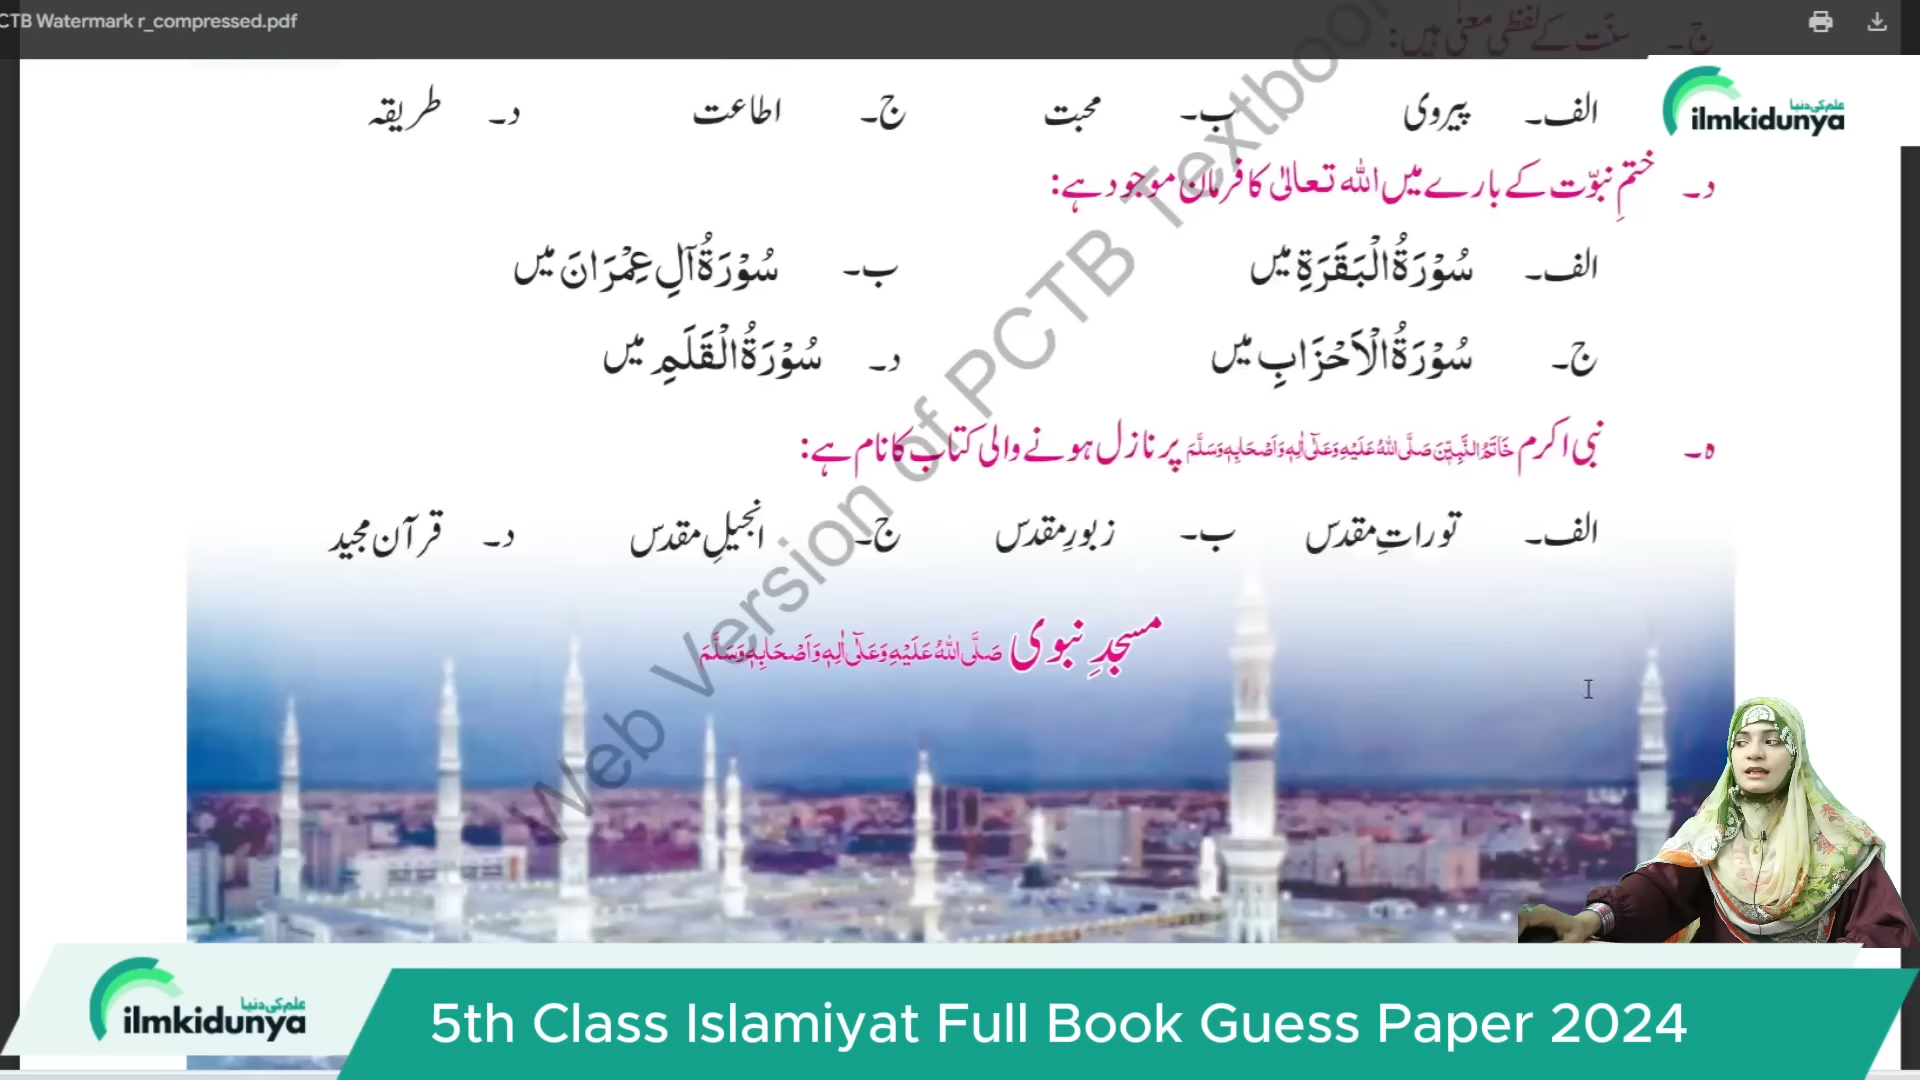 CTB Watermark r_compressed.pdf
ج۔ سنّت کے لفظی معنیٰ ہیں:
علم کی دنیا
ilmkidunya
الف۔ پیروی ب۔ محبت ج۔ اطاعت د۔ طریقہ
د۔ ختمِ نبوّت کے بارے میں اللہ تعالیٰ کا فرمان موجود ہے:
الف۔ سُوْرَةُ الْبَقَرَةِ میں ب۔ سُوْرَةُ آلِ عِمْرَانَ میں
ج۔ سُوْرَةُ الْاَحْزَابِ میں د۔ سُوْرَةُ الْقَلَمِ میں
ہ۔ نبی اکرم خَاتَمُ النَّبِیّٖنَ صَلَّی اللہُ عَلَیْہِ وَعَلٰٓی اٰلِہٖ وَاَصْحَابِہٖ وَسَلَّمَ پر نازل ہونے والی کتاب کا نام ہے:
الف۔ توراتِ مقدس ب۔ زبورِ مقدس ج۔ انجیلِ مقدس د۔ قرآن مجید
مسجدِ نبوی صَلَّی اللہُ عَلَیْہِ وَعَلٰٓی اٰلِہٖ وَاَصْحَابِہٖ وَسَلَّمَ
Web Version of PCTB Textbook
علم کی دنیا
ilmkidunya
5th Class Islamiyat Full Book Guess Paper 2024